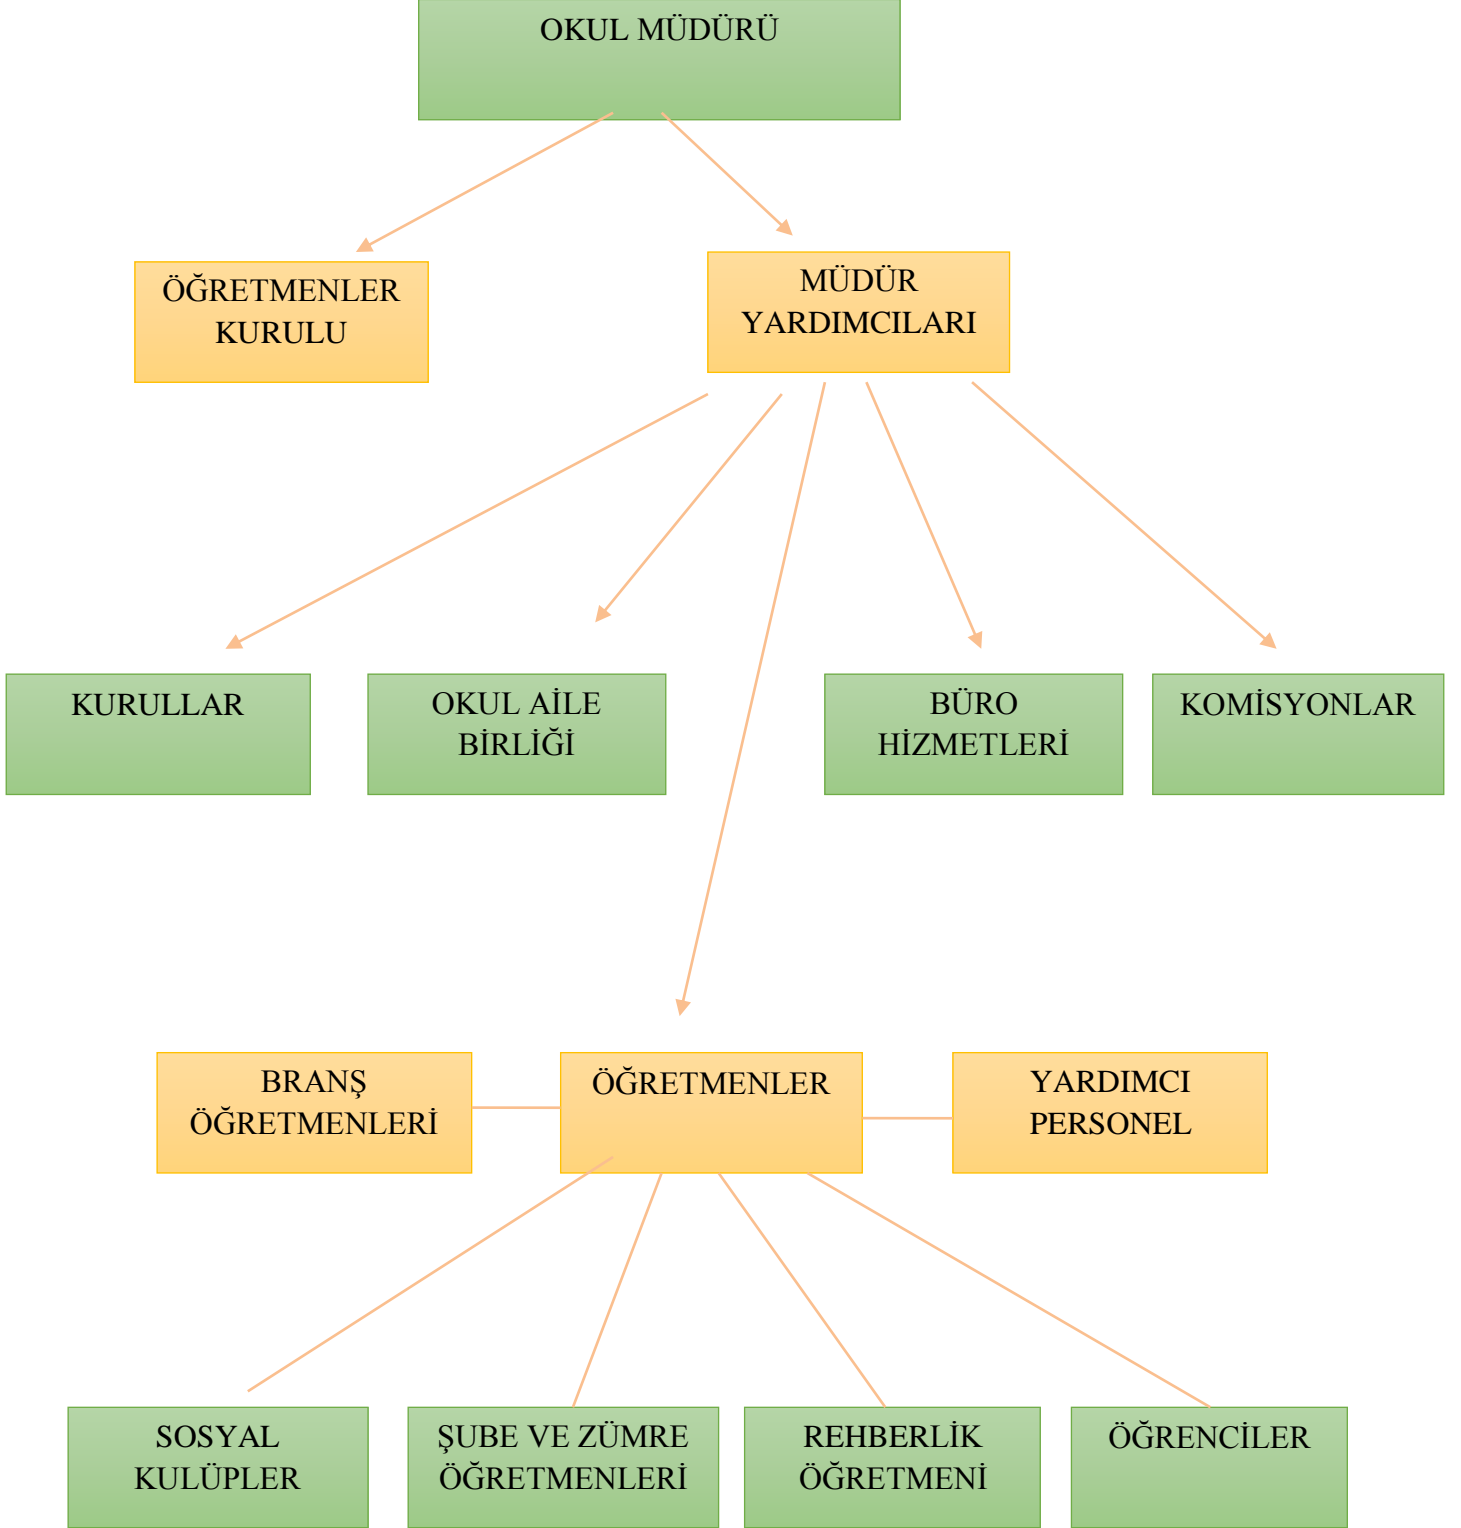 OKUL MÜDÜRÜ
ÖĞRETMENLER
KURULU
MÜDÜR
YARDIMCILARI
KURULLAR
OKUL AİLE
BİRLİĞİ
BÜRO
HİZMETLERİ
KOMİSYONLAR
BRANŞ
ÖĞRETMENLERİ
ÖĞRETMENLER
YARDIMCI
PERSONEL
SOSYAL
KULÜPLER
ŞUBE VE ZÜMRE
ÖĞRETMENLERİ
REHBERLİK
ÖĞRETMENİ
ÖĞRENCİLER